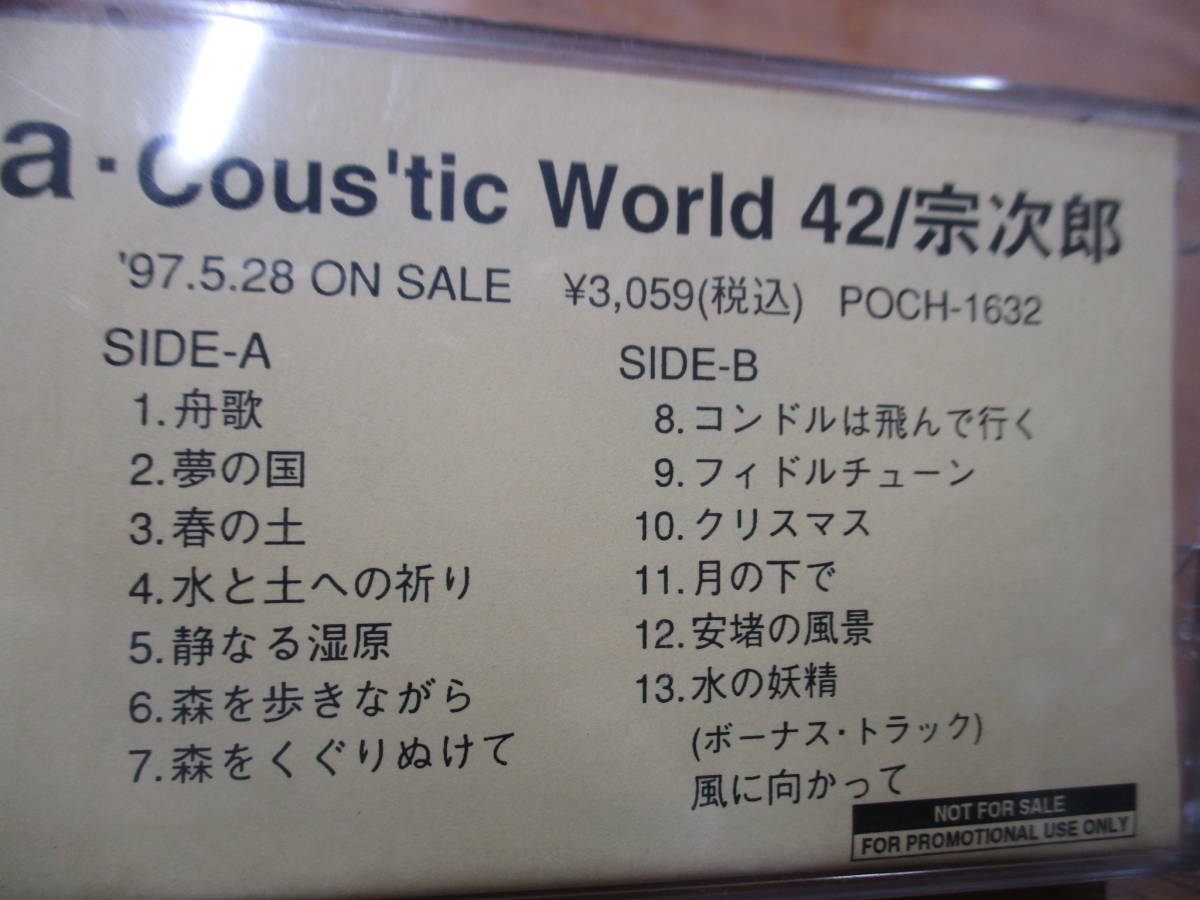 a·Cous'tic World 42/宗次郎
'97.5.28 ON SALE ¥3,059(税込) POCH-1632
SIDE-A
1.舟歌
2.夢の国
3.春の土
4.水と土への祈り
5.静なる湿原
6.森を歩きながら
7.森をくぐりぬけて
SIDE-B
8.コンドルは飛んで行く
9.フィドルチューン
10.クリスマス
11.月の下で
12.安堵の風景
13.水の妖精
(ボーナス・トラック)
風に向かって
NOT FOR SALE
FOR PROMOTIONAL USE ONLY